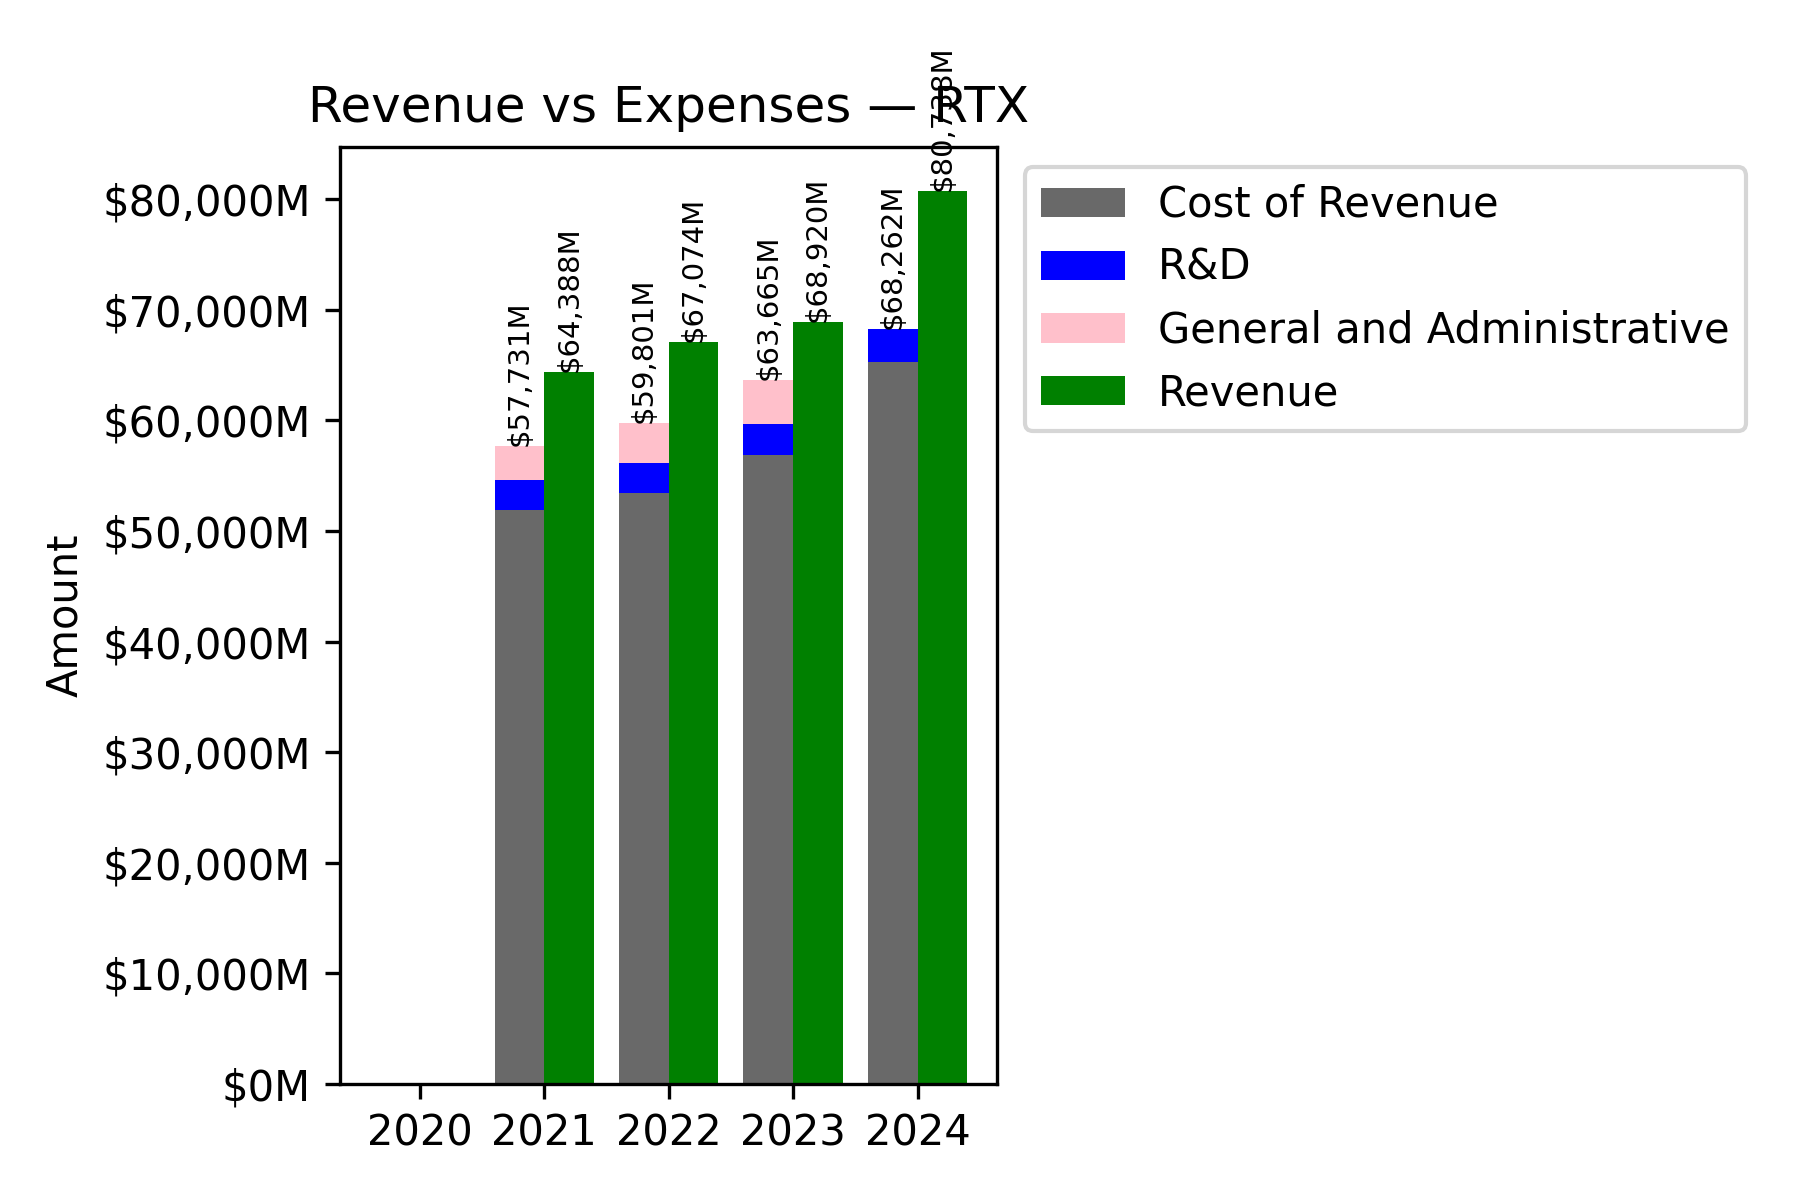 Revenue vs Expenses — RTX
Amount
$80,000M
$70,000M
$60,000M
$50,000M
$40,000M
$30,000M
$20,000M
$10,000M
$0M
$57,731M
$64,388M
$59,801M
$67,074M
$63,665M
$68,920M
$68,262M
$80,738M
2020 2021 2022 2023 2024
Cost of Revenue
R&D
General and Administrative
Revenue